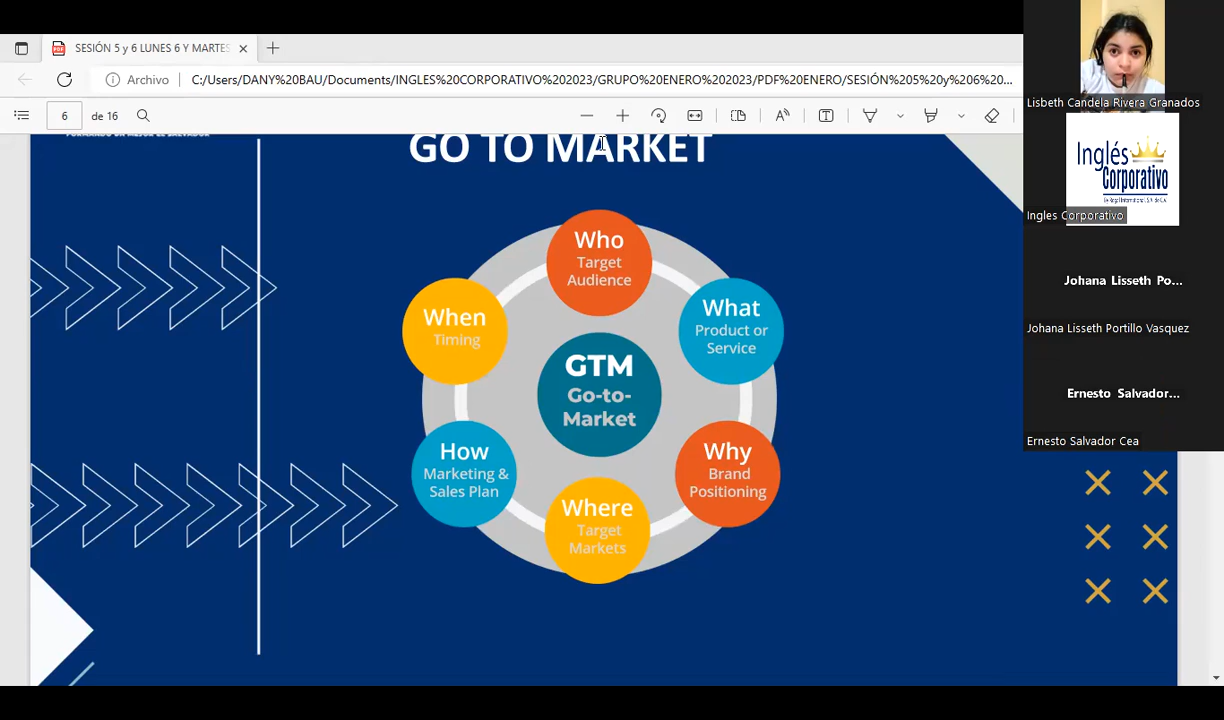 SESIÓN 5 y 6 LUNES 6 Y MARTES
Archivo
C:/Users/DANY%20BAU/Documents/INGLES%20CORPORATIVO%202023/GRUPO%20ENERO%202023/PDF%20ENERO/SESIÓN%205%20y%206%20...
6 de 16
GO TO MARKET
Who
Target
Audience
What
Product or
Service
Why
Brand
Positioning
Where
Target
Markets
How
Marketing &
Sales Plan
When
Timing
GTM
Go-to-
Market
Lisbeth Candela Rivera Granados
Inglés
Corporativo
Ingles Corporativo
Johana Lisseth Po...
Johana Lisseth Portillo Vasquez
Ernesto Salvador...
Ernesto Salvador Cea